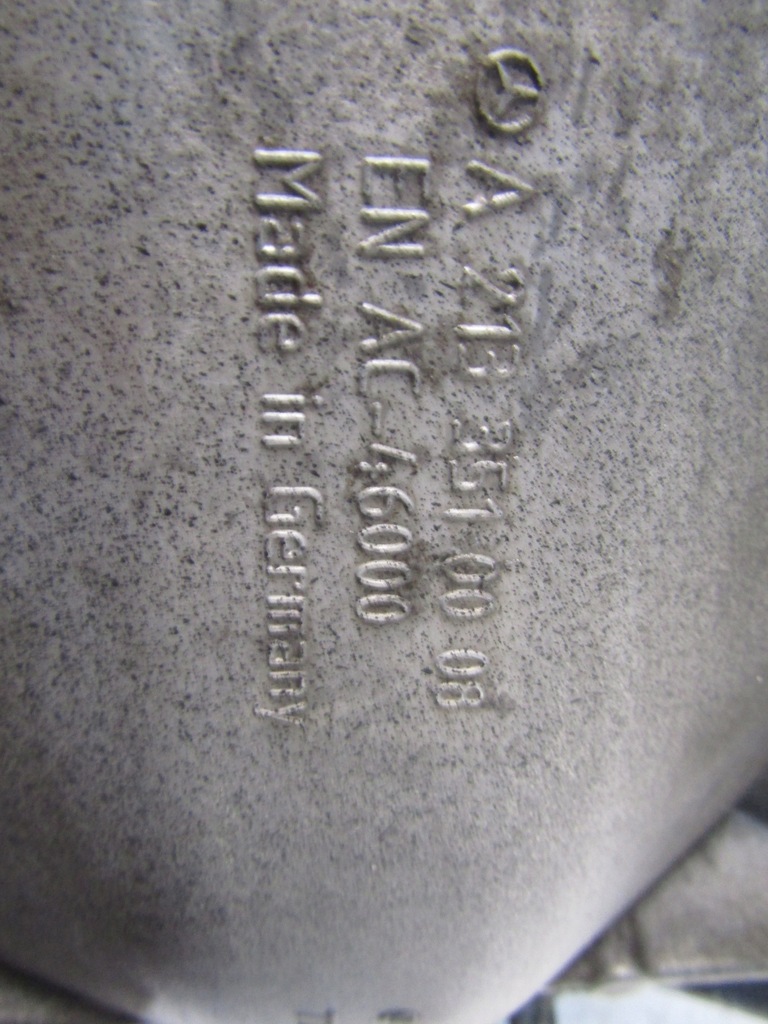 A 213 351 00 08
EN AC-46000
Made in Germany